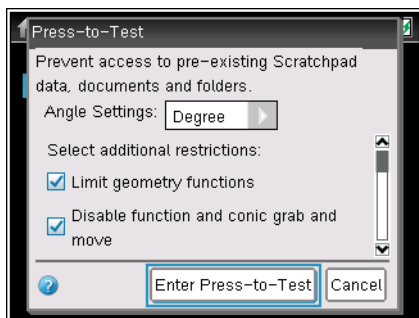 Press-to-Test
Prevent access to pre-existing Scratchpad
data, documents and folders.
Angle Settings: Degree
Select additional restrictions:
Limit geometry functions
Disable function and conic grab and
move
? Enter Press-to-Test Cancel